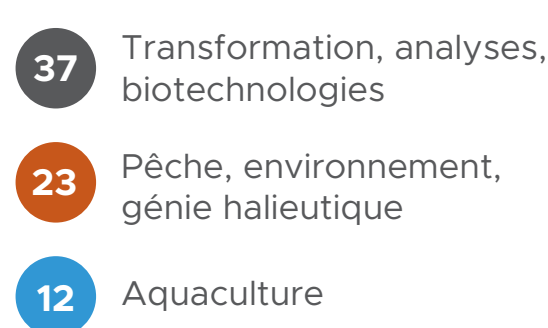 37 Transformation, analyses,
biotechnologies
23 Pêche, environnement,
génie halieutique
12 Aquaculture